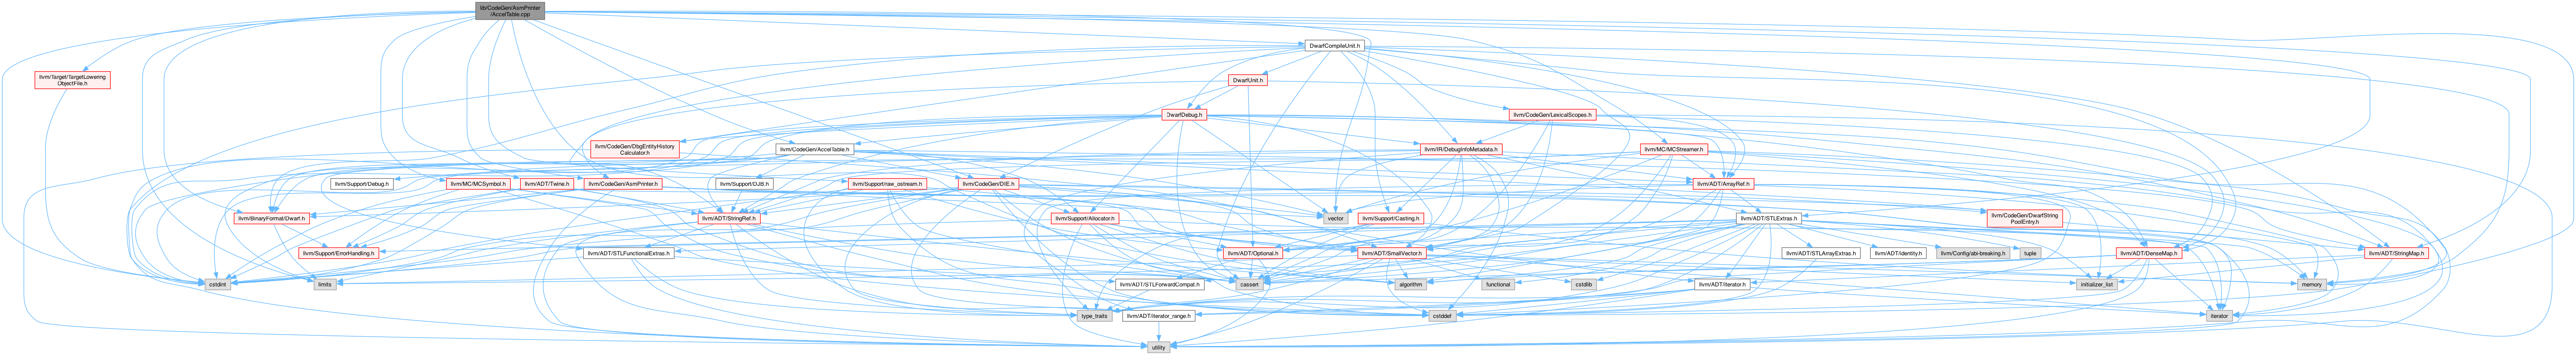 lib/CodeGen/AsmPrinter
/AccelTable.cpp
DwarfCompileUnit.h
llvm/Target/TargetLowering
ObjectFile.h
DwarfUnit.h
DwarfDebug.h
llvm/CodeGen/LexicalScopes.h
llvm/CodeGen/DbgEntityHistory
Calculator.h
llvm/CodeGen/AccelTable.h
llvm/IR/DebugInfoMetadata.h
llvm/MC/MCStreamer.h
llvm/Support/Debug.h
llvm/MC/MCSymbol.h
llvm/ADT/Twine.h
llvm/CodeGen/AsmPrinter.h
llvm/Support/DJB.h
llvm/Support/raw_ostream.h
llvm/CodeGen/DIE.h
llvm/ADT/ArrayRef.h
llvm/BinaryFormat/Dwarf.h
llvm/ADT/StringRef.h
llvm/Support/Allocator.h
vector
llvm/Support/Casting.h
llvm/ADT/STLExtras.h
llvm/CodeGen/DwarfString
PoolEntry.h
llvm/Support/ErrorHandling.h
llvm/ADT/STLFunctionalExtras.h
llvm/ADT/Optional.h
llvm/ADT/SmallVector.h
llvm/ADT/STLArrayExtras.h
llvm/ADT/identity.h
llvm/Config/abi-breaking.h
tuple
llvm/ADT/DenseMap.h
llvm/ADT/StringMap.h
cstdint
limits
llvm/ADT/STLForwardCompat.h
cassert
algorithm
functional
cstdlib
llvm/ADT/iterator.h
initializer_list
memory
type_traits
llvm/ADT/iterator_range.h
cstddef
iterator
utility